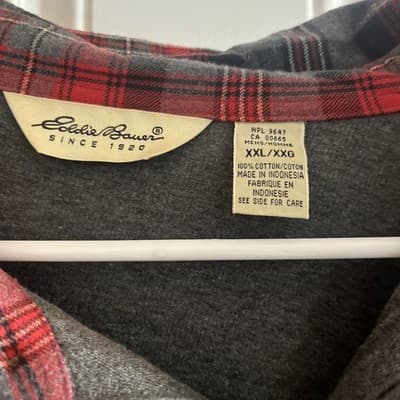 Eddie Bauer®
SINCE 1920
WPL 9647
CA 00665
MENS/HOMME
XXL/XXG
100% COTTON/COTON
MADE IN INDONESIA
FABRIQUE EN
INDONESIE
SEE SIDE FOR CARE